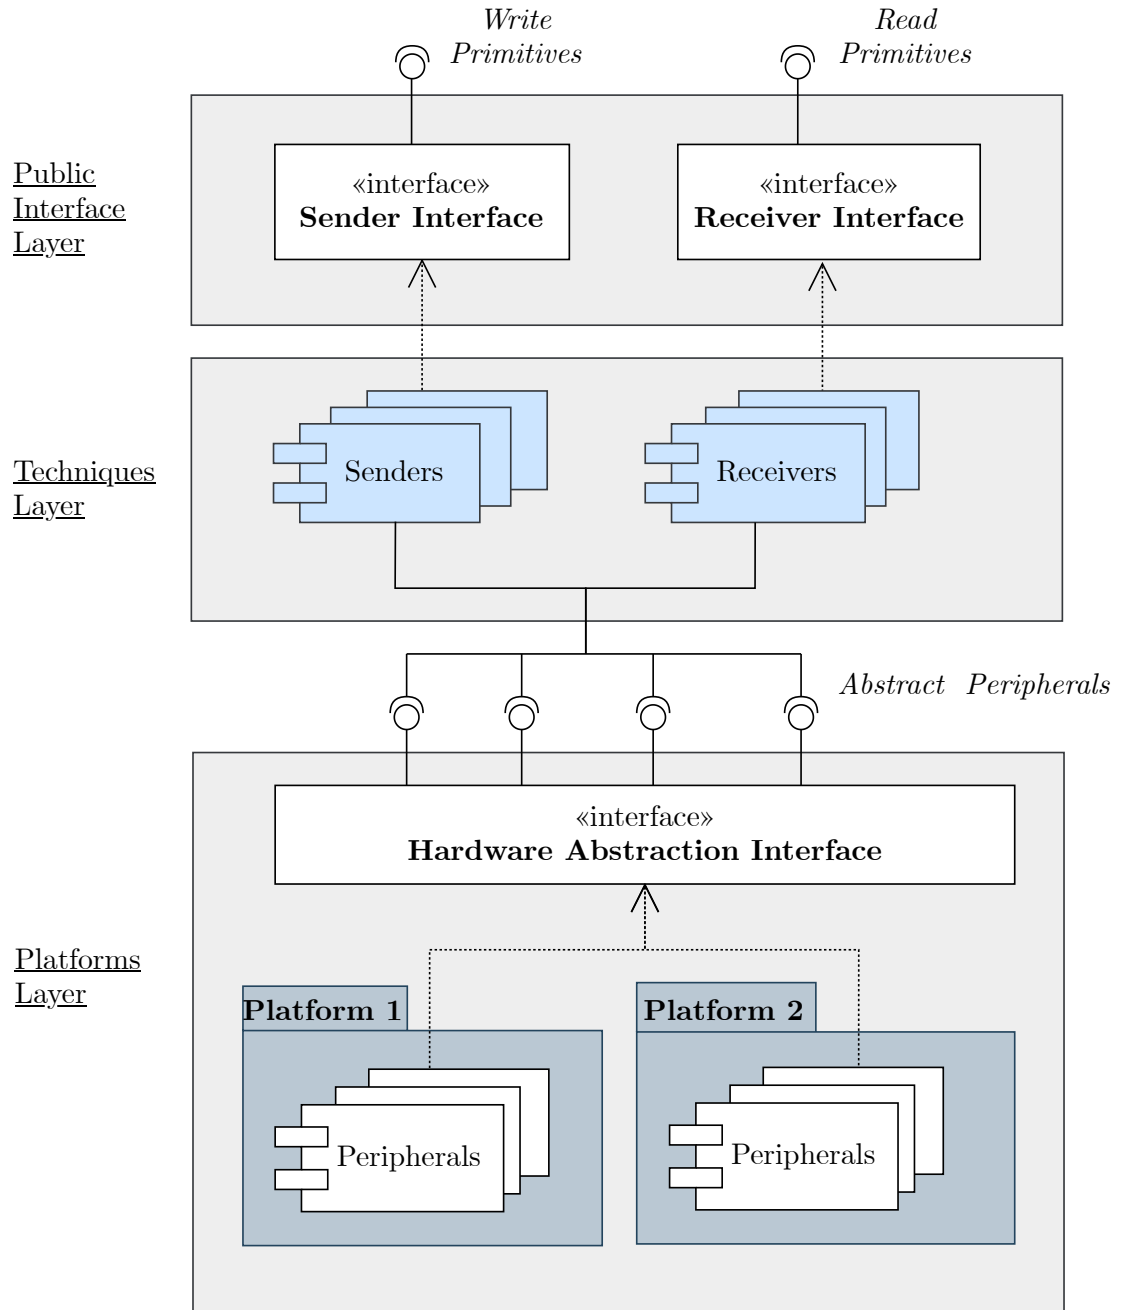 Write
Primitives
Read
Primitives
Public
Interface
Layer
«interface»
Sender Interface
«interface»
Receiver Interface
Techniques
Layer
Senders
Receivers
Abstract Peripherals
«interface»
Hardware Abstraction Interface
Platforms
Layer
Platform 1
Platform 2
Peripherals
Peripherals